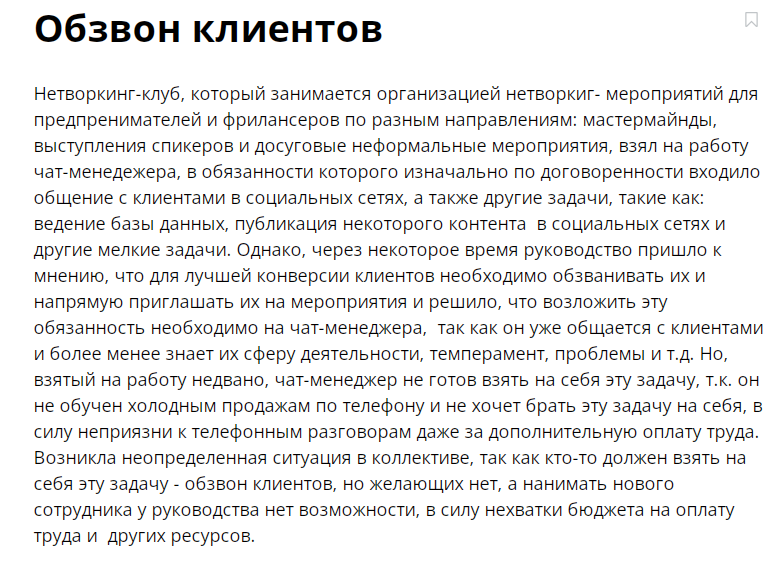 Обзвон клиентов
Нетворкинг-клуб, который занимается организацией нетворкиг- мероприятий для
предпренимателей и фрилансеров по разным направлениям: мастермайнды,
выступления спикеров и досуговые неформальные мероприятия, взял на работу
чат-менедежера, в обязанности которого изначально по договоренности входило
общение с клиентами в социальных сетях, а также другие задачи, такие как:
ведение базы данных, публикация некоторого контента  в социальных сетях и
другие мелкие задачи. Однако, через некоторое время руководство пришло к
мнению, что для лучшей конверсии клиентов необходимо обзванивать их и
напрямую приглашать их на мероприятия и решило, что возложить эту
обязанность необходимо на чат-менеджера,  так как он уже общается с клиентами
и более менее знает их сферу деятельности, темперамент, проблемы и т.д. Но,
взятый на работу недвано, чат-менеджер не готов взять на себя эту задачу, т.к. он
не обучен холодным продажам по телефону и не хочет брать эту задачу на себя, в
силу неприязни к телефонным разговорам даже за дополнительную оплату труда.
Возникла неопределенная ситуация в коллективе, так как кто-то должен взять на
себя эту задачу - обзвон клиентов, но желающих нет, а нанимать нового
сотрудника у руководства нет возможности, в силу нехватки бюджета на оплату
труда и  других ресурсов.